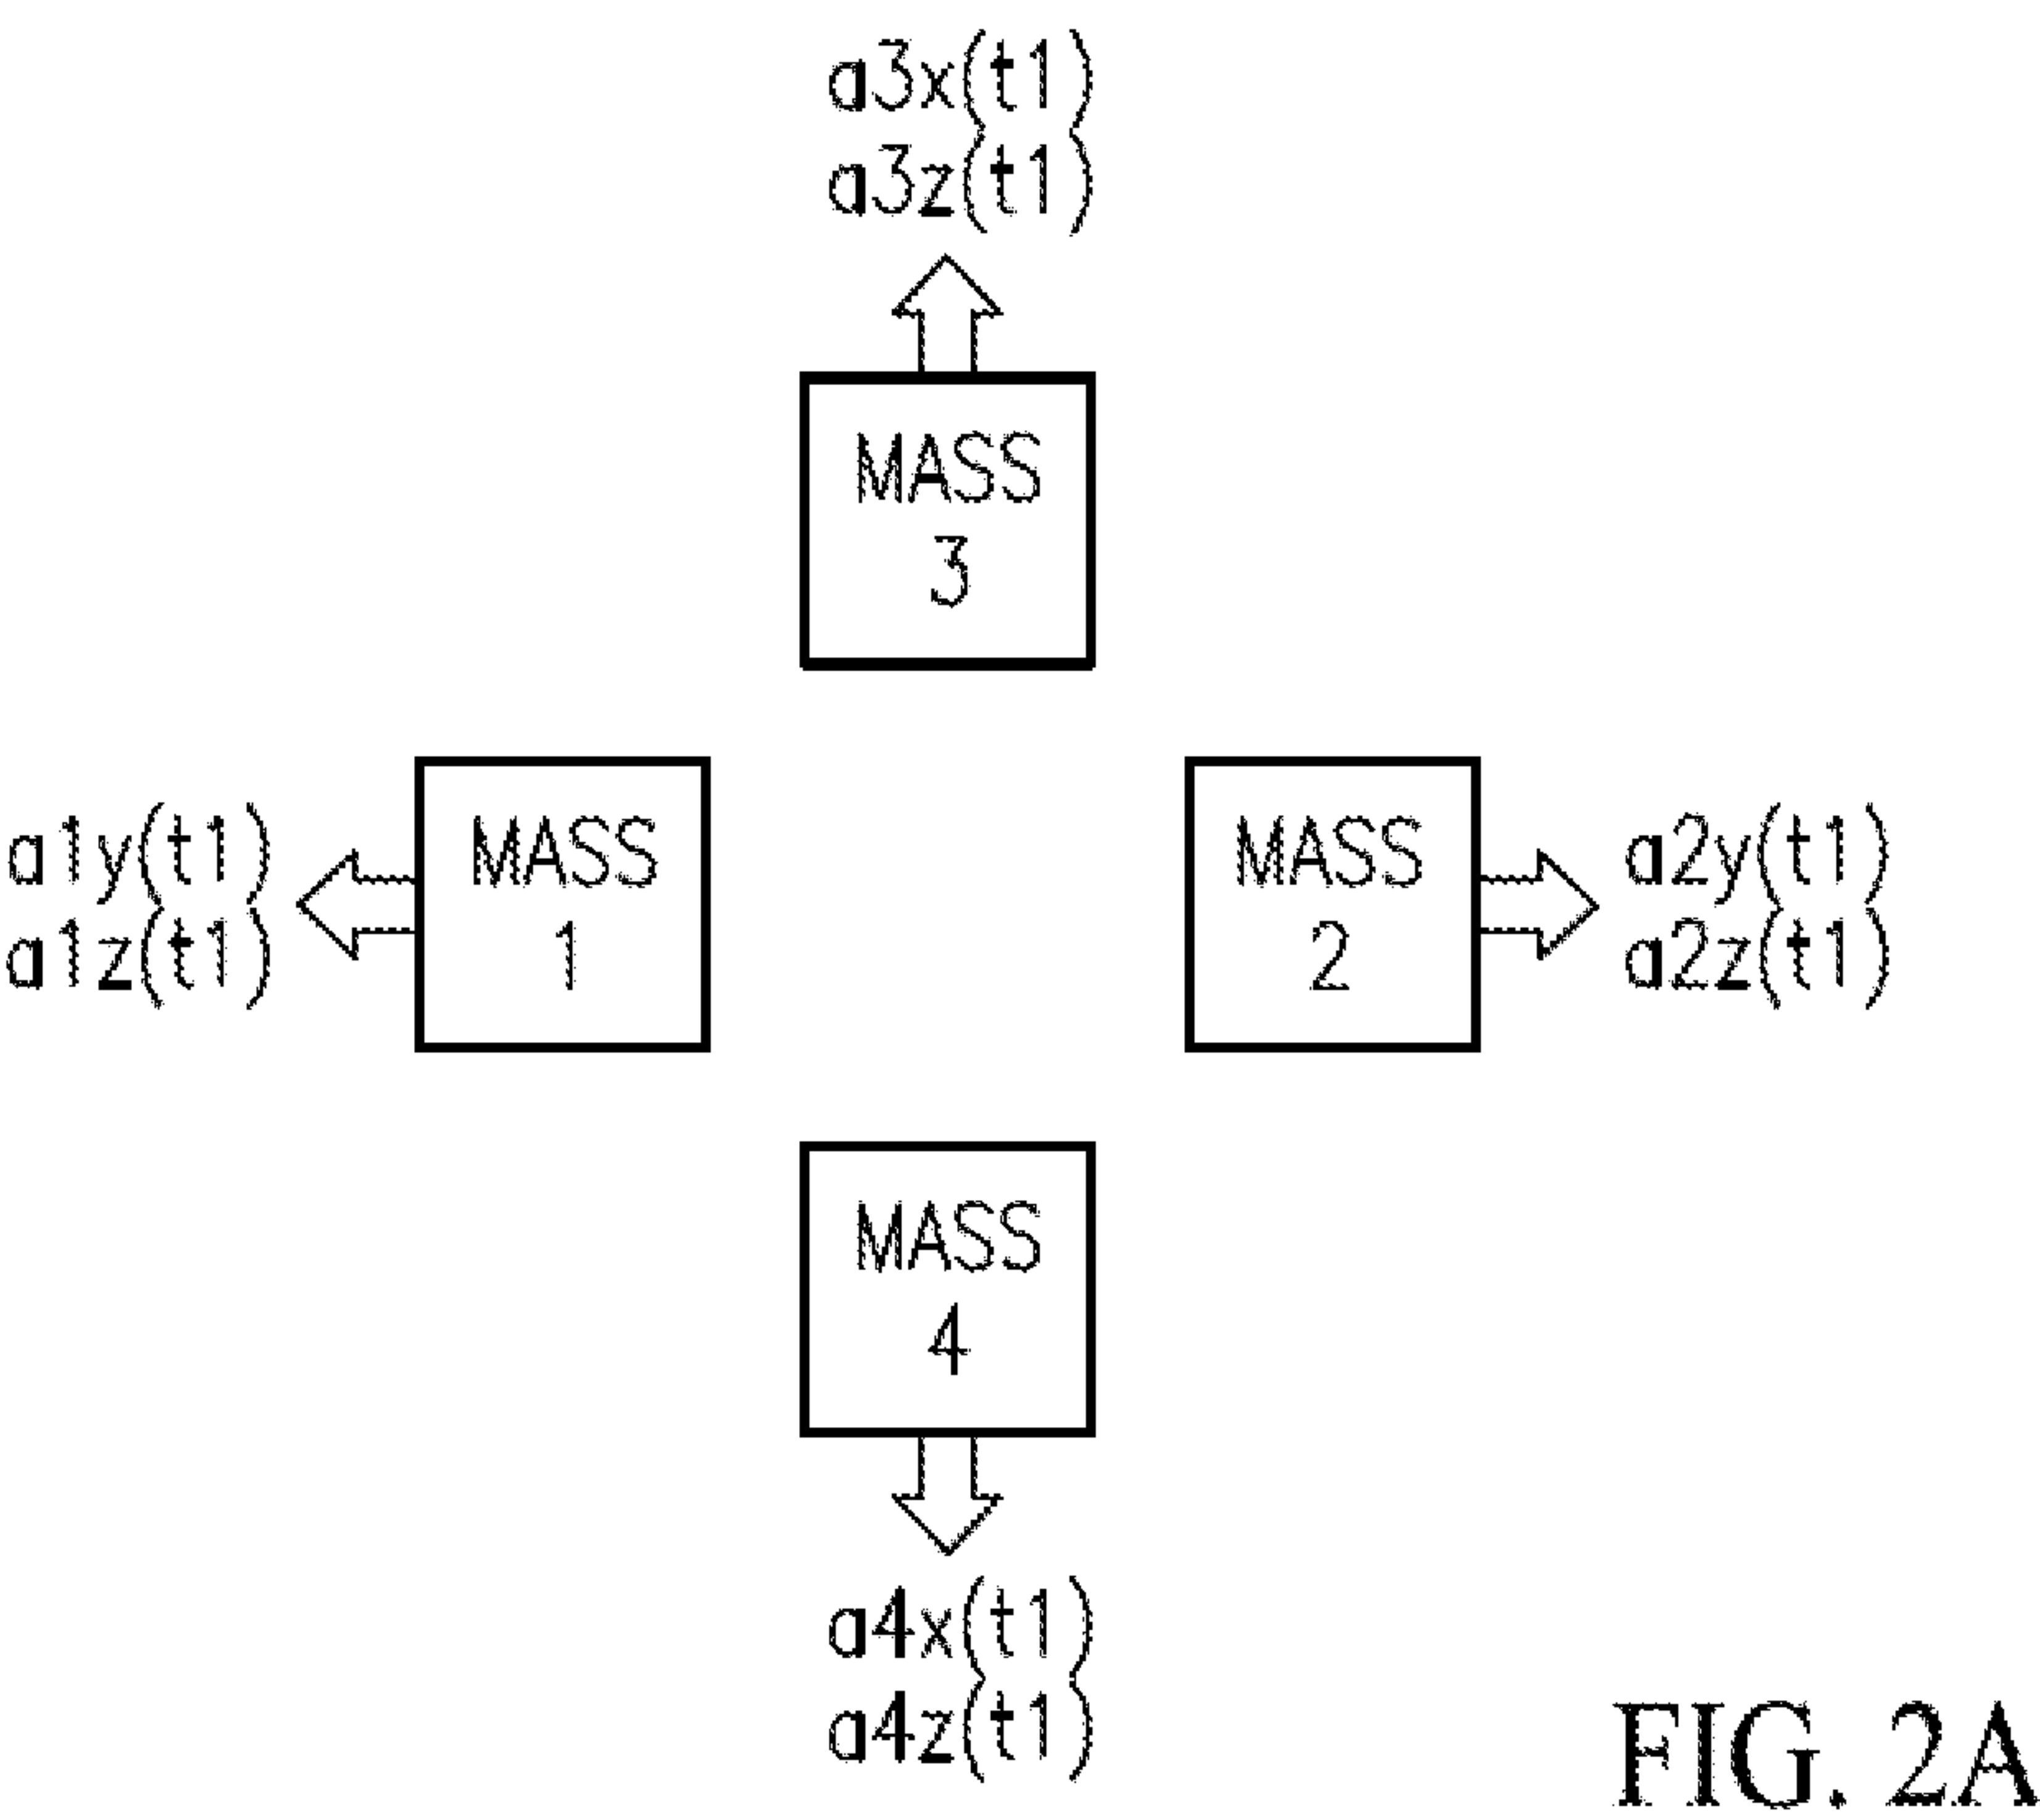 a3x(t1)
a3z(t1)
MASS
3
a1y(t1)
a1z(t1)
MASS
1
MASS
2
a2y(t1)
a2z(t1)
MASS
4
a4x(t1)
a4z(t1)
FIG. 2A